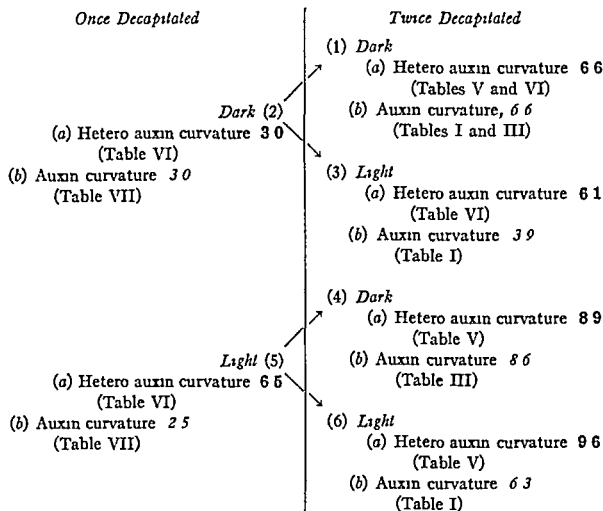 Once Decapitated
Dark (2)
(a) Hetero auxin curvature 3 0
(Table VI)
(b) Auxin curvature 3 0
(Table VII)
Light (5)
(a) Hetero auxin curvature 6 5
(Table VI)
(b) Auxin curvature 2 5
(Table VII)
Twice Decapitated
(1) Dark
(a) Hetero auxin curvature 6 6
(Tables V and VI)
(b) Auxin curvature, 6 6
(Tables I and III)
(3) Light
(a) Hetero auxin curvature 6 1
(Table VI)
(b) Auxin curvature 3 9
(Table I)
(4) Dark
(a) Hetero auxin curvature 8 9
(Table V)
(b) Auxin curvature 8 6
(Table III)
(6) Light
(a) Hetero auxin curvature 9 6
(Table V)
(b) Auxin curvature 6 3
(Table I)